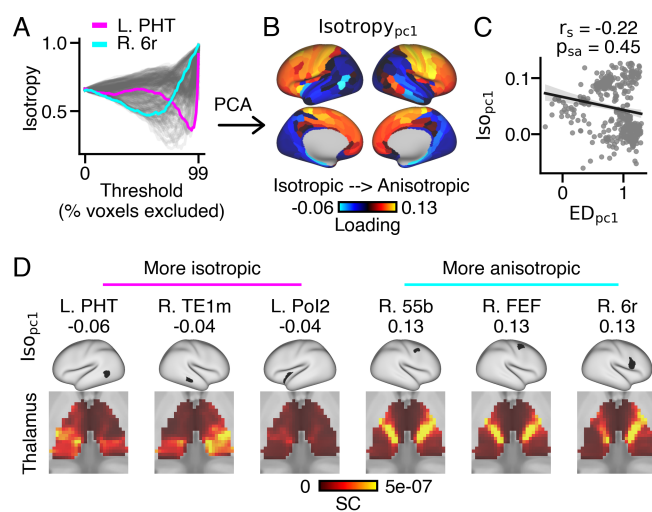 A
L. PHT
R. 6r
1.0
0.5
Isotropy
0
99
Threshold
(% voxels excluded)
PCA
B
Isotropy_pc1
Isotropic --> Anisotropic
-0.06
0.13
Loading
C
r_s = -0.22
p_sa = 0.45
0.1
0.0
Iso_pc1
0
1
ED_pc1
D
More isotropic
More anisotropic
L. PHT
R. TE1m
L. PoI2
R. 55b
R. FEF
R. 6r
Iso_pc1
-0.06
-0.04
-0.04
0.13
0.13
0.13
Thalamus
0
5e-07
SC